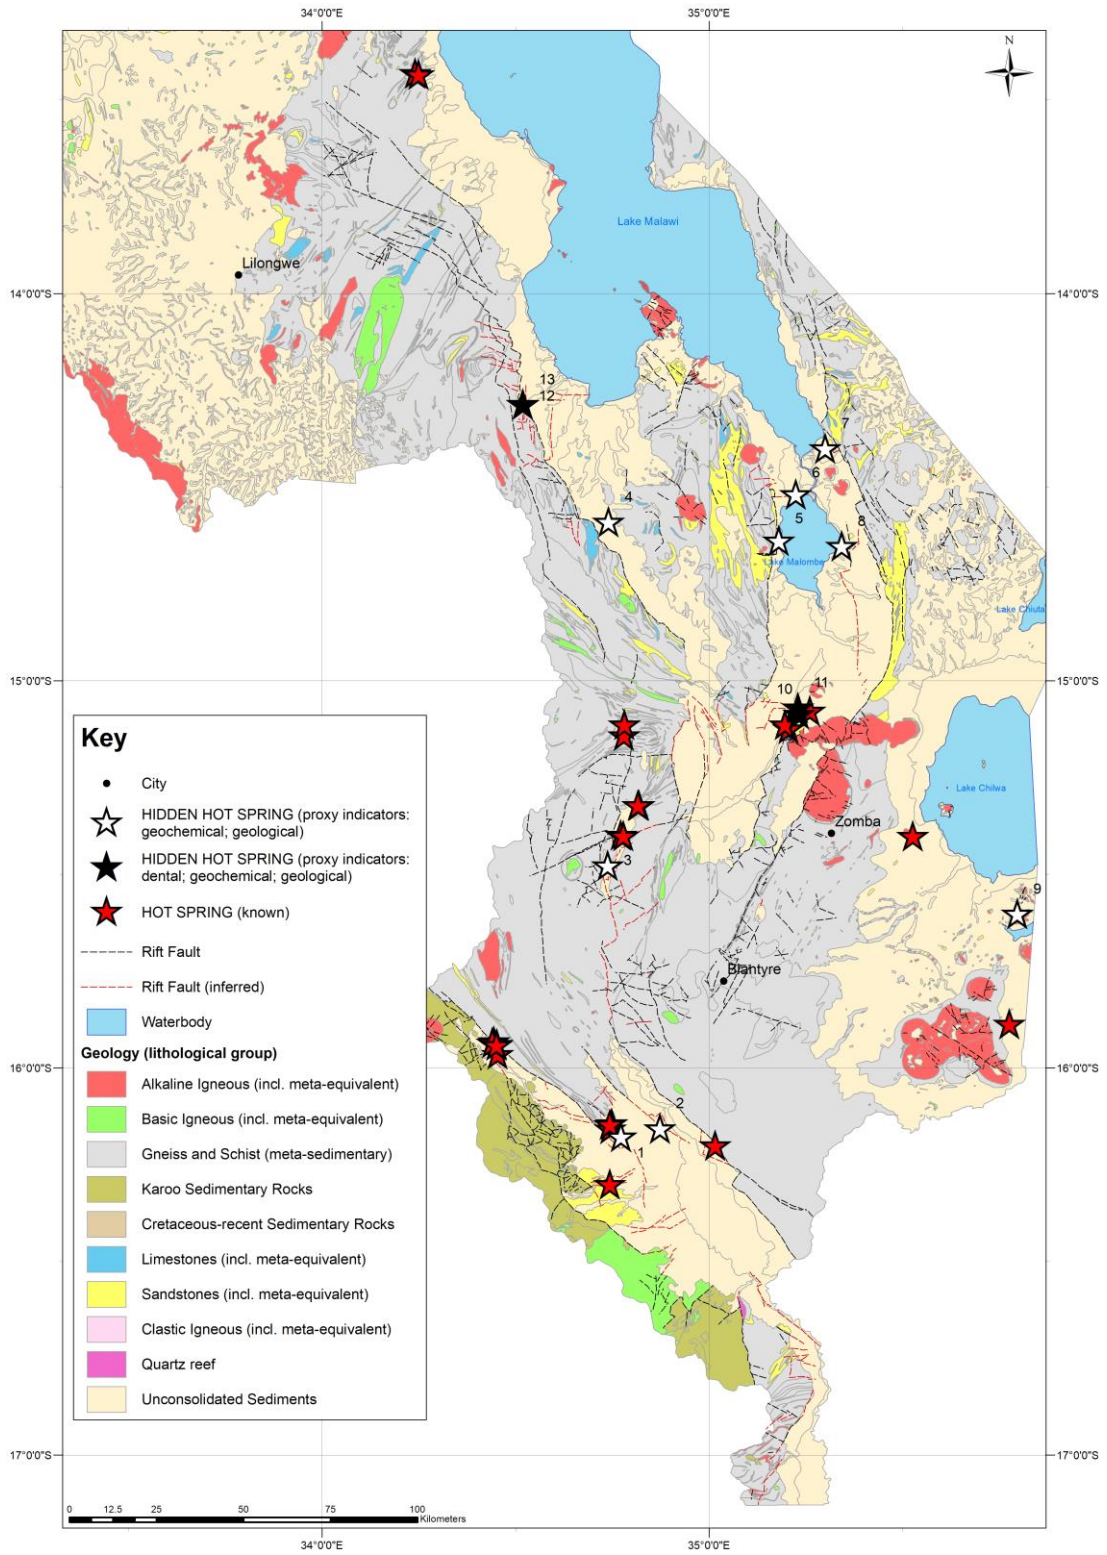 34°0'0"E
35°0'0"E
N
Lake Malawi
Lilongwe
14°0'0"S
14°0'0"S
13
12
7
6
4
5
8
Lake Malombe
Lake Chiuta
15°0'0"S
15°0'0"S
10
11
Lake Chilwa
Zomba
3
9
Blantyre
16°0'0"S
16°0'0"S
2
1
17°0'0"S
17°0'0"S
Key
City
HIDDEN HOT SPRING (proxy indicators:
geochemical; geological)
HIDDEN HOT SPRING (proxy indicators:
dental; geochemical; geological)
HOT SPRING (known)
Rift Fault
Rift Fault (inferred)
Waterbody
Geology (lithological group)
Alkaline Igneous (incl. meta-equivalent)
Basic Igneous (incl. meta-equivalent)
Gneiss and Schist (meta-sedimentary)
Karoo Sedimentary Rocks
Cretaceous-recent Sedimentary Rocks
Limestones (incl. meta-equivalent)
Sandstones (incl. meta-equivalent)
Clastic Igneous (incl. meta-equivalent)
Quartz reef
Unconsolidated Sediments
0 12.5 25 50 75 100
Kilometers
34°0'0"E
35°0'0"E